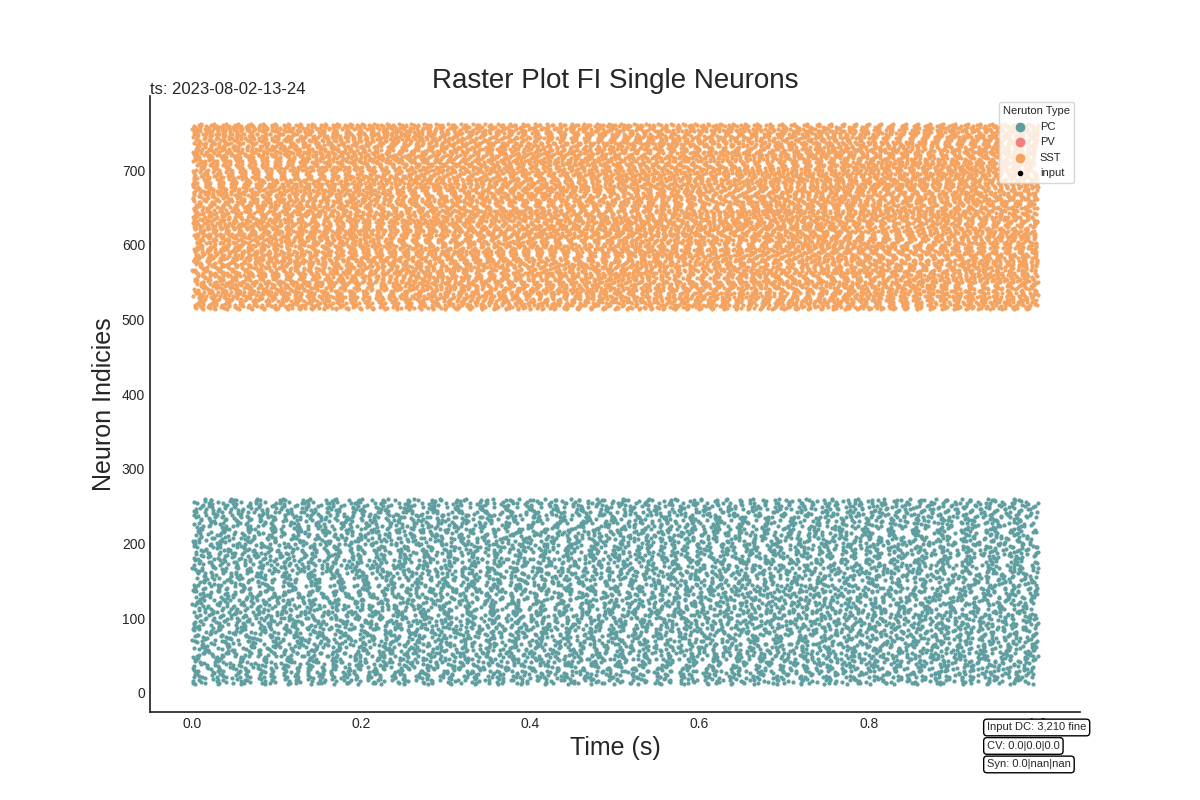 Raster Plot FI Single Neurons
ts: 2023-08-02-13-24
Neruton Type
PC
PV
SST
input
Neuron Indicies
700
600
500
400
300
200
100
0
0.0
0.2
0.4
0.6
0.8
Time (s)
Input DC: 3,210 fine
CV: 0.0|0.0|0.0
Syn: 0.0|nan|nan